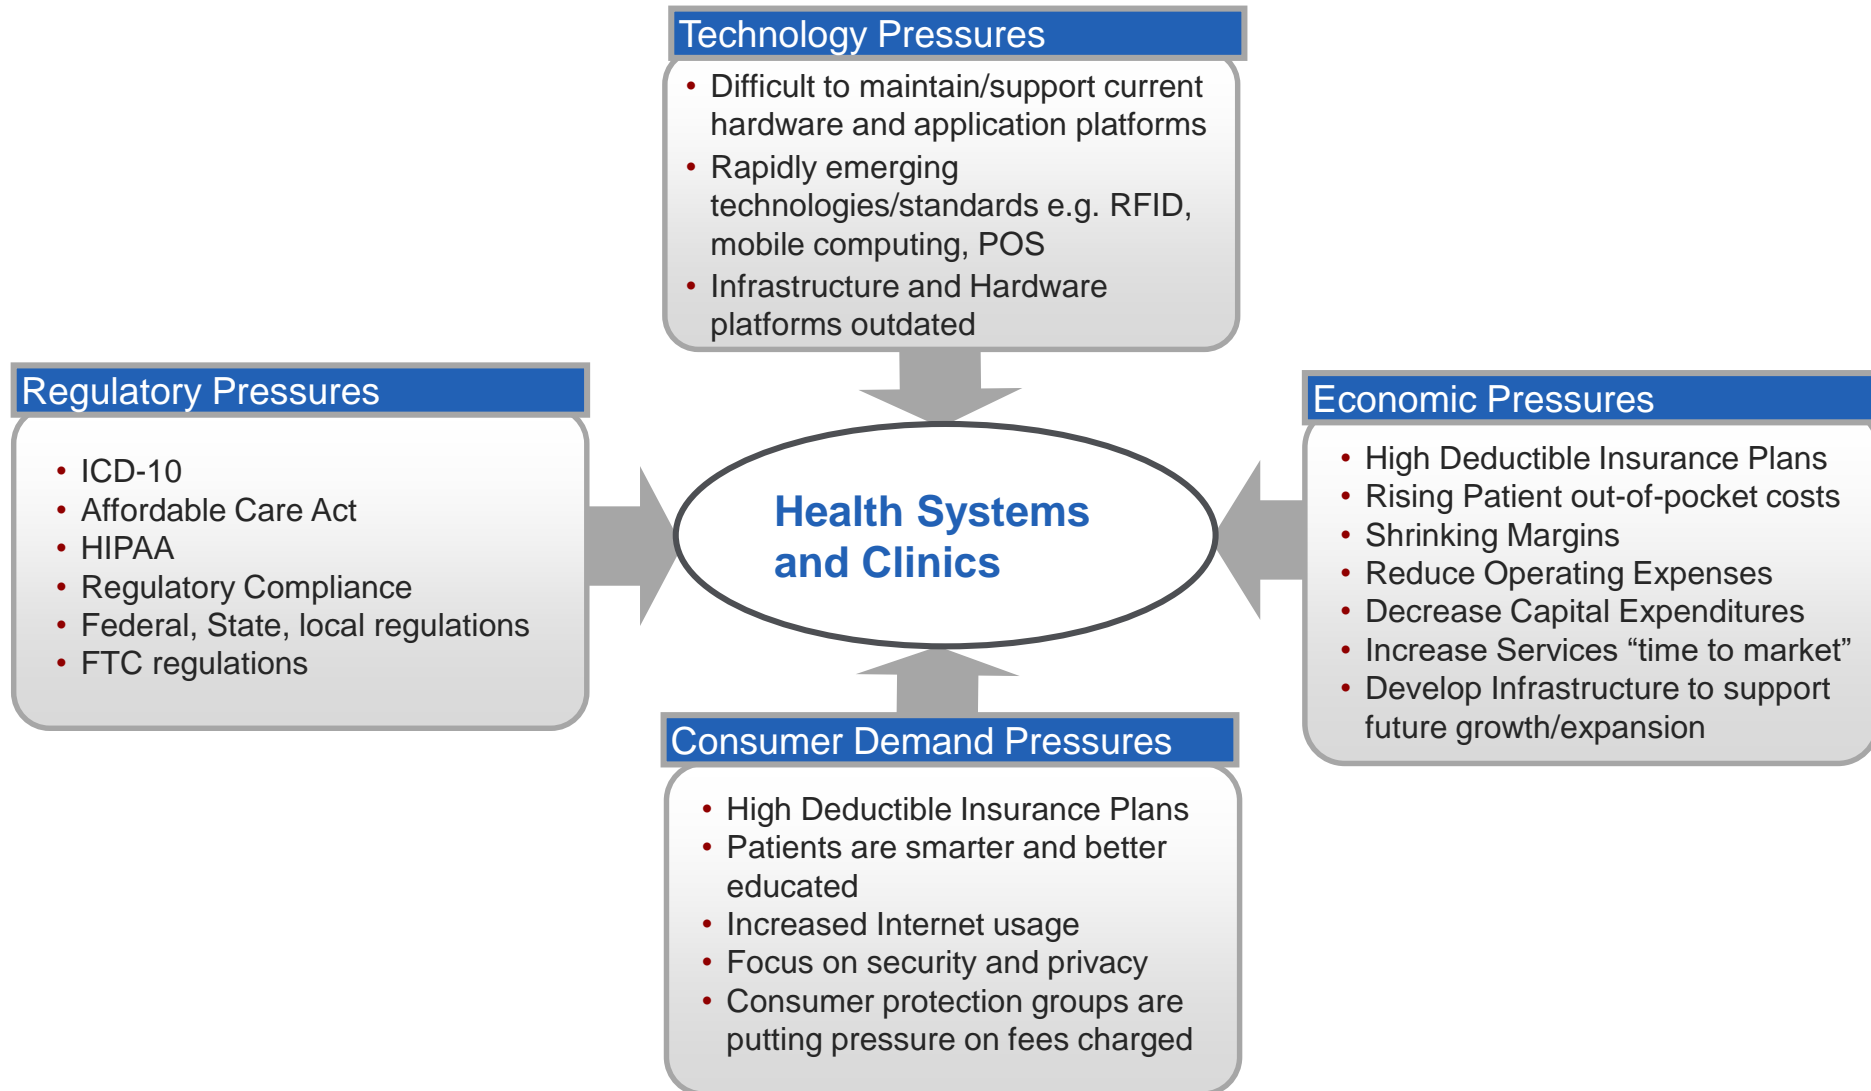 Technology Pressures
• Difficult to maintain/support current
hardware and application platforms
• Rapidly emerging
technologies/standards e.g. RFID,
mobile computing, POS
• Infrastructure and Hardware
platforms outdated
Regulatory Pressures
• ICD-10
• Affordable Care Act
• HIPAA
• Regulatory Compliance
• Federal, State, local regulations
• FTC regulations
Health Systems
and Clinics
Economic Pressures
• High Deductible Insurance Plans
• Rising Patient out-of-pocket costs
• Shrinking Margins
• Reduce Operating Expenses
• Decrease Capital Expenditures
• Increase Services “time to market”
• Develop Infrastructure to support
future growth/expansion
Consumer Demand Pressures
• High Deductible Insurance Plans
• Patients are smarter and better
educated
• Increased Internet usage
• Focus on security and privacy
• Consumer protection groups are
putting pressure on fees charged